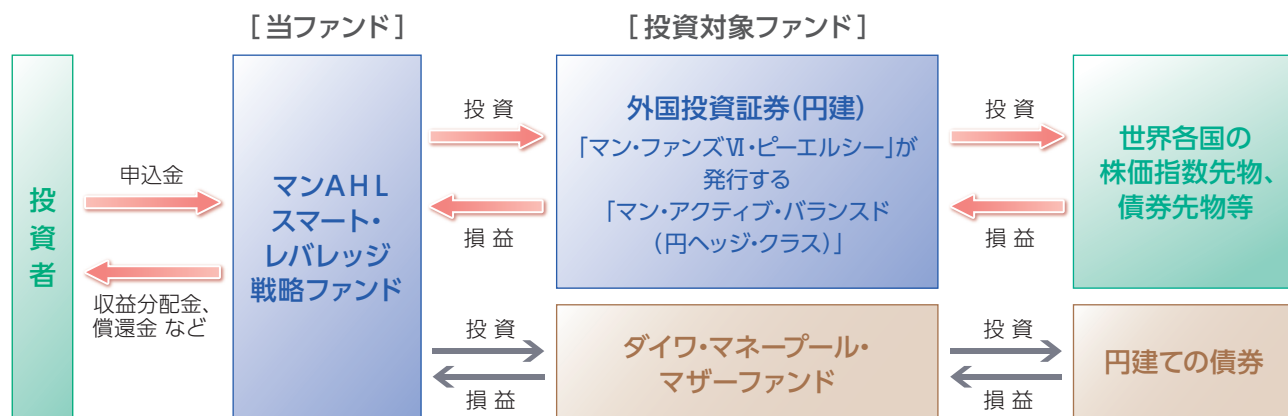 [当ファンド]
[投資対象ファンド]
投資者
申込金
収益分配金、
償還金 など
マンAHL
スマート・
レバレッジ
戦略ファンド
投 資
損 益
外国投資証券(円建)
「マン・ファンズⅥ・ピーエルシー」が
発行する
「マン・アクティブ・バランスド
(円ヘッジ・クラス)」
投 資
損 益
世界各国の
株価指数先物、
債券先物等
投 資
損 益
ダイワ・マネープール・
マザーファンド
投 資
損 益
円建ての債券